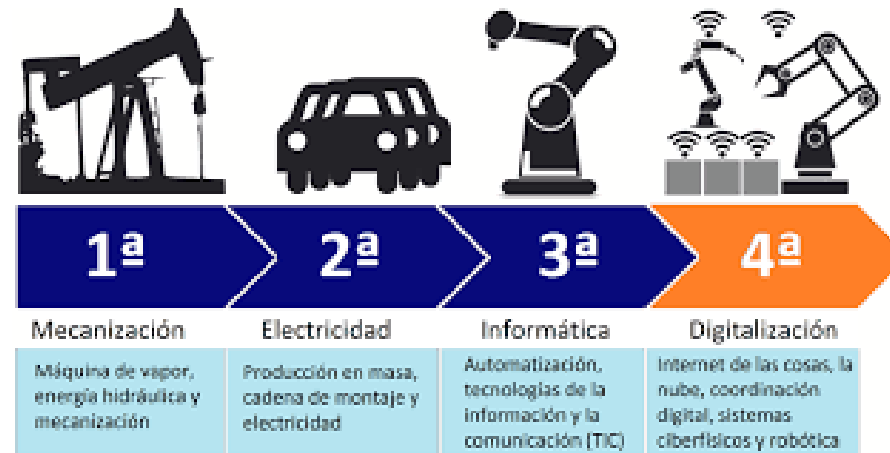 1ª
2ª
3ª
4ª
Mecanización
Electricidad
Informática
Digitalización
Máquina de vapor,
energía hidráulica y
mecanización
Producción en masa,
cadena de montaje y
electricidad
Automatización,
tecnologías de la
información y la
comunicación (TIC)
Internet de las cosas, la
nube, coordinación
digital, sistemas
ciberfísicos y robótica